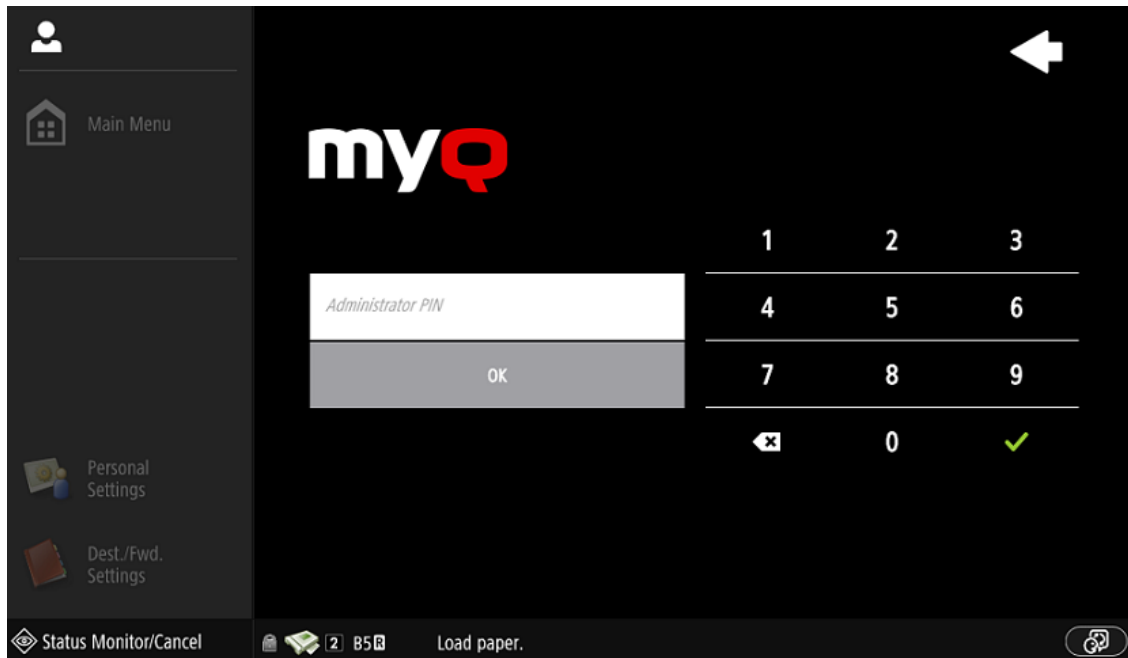 Main Menu
myQ
1 2 3
Administrator PIN
4 5 6
OK
7 8 9
0
Personal
Settings
Dest./Fwd.
Settings
Status Monitor/Cancel
2 B5R Load paper.